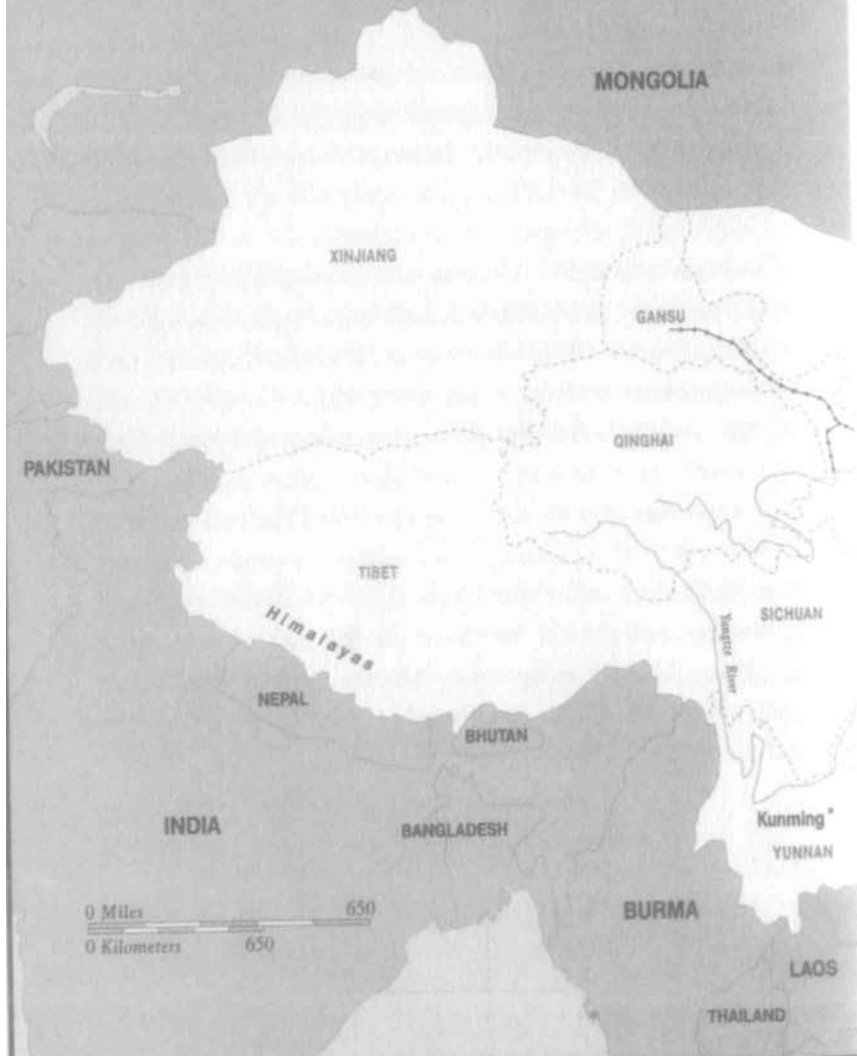 MONGOLIA
XINJIANG
GANSU
PAKISTAN
QINGHAI
TIBET
SICHUAN
Himalayas
Yangtze River
NEPAL
BHUTAN
INDIA
BANGLADESH
Kunming
YUNNAN
0 Miles 650
0 Kilometers 650
BURMA
LAOS
THAILAND